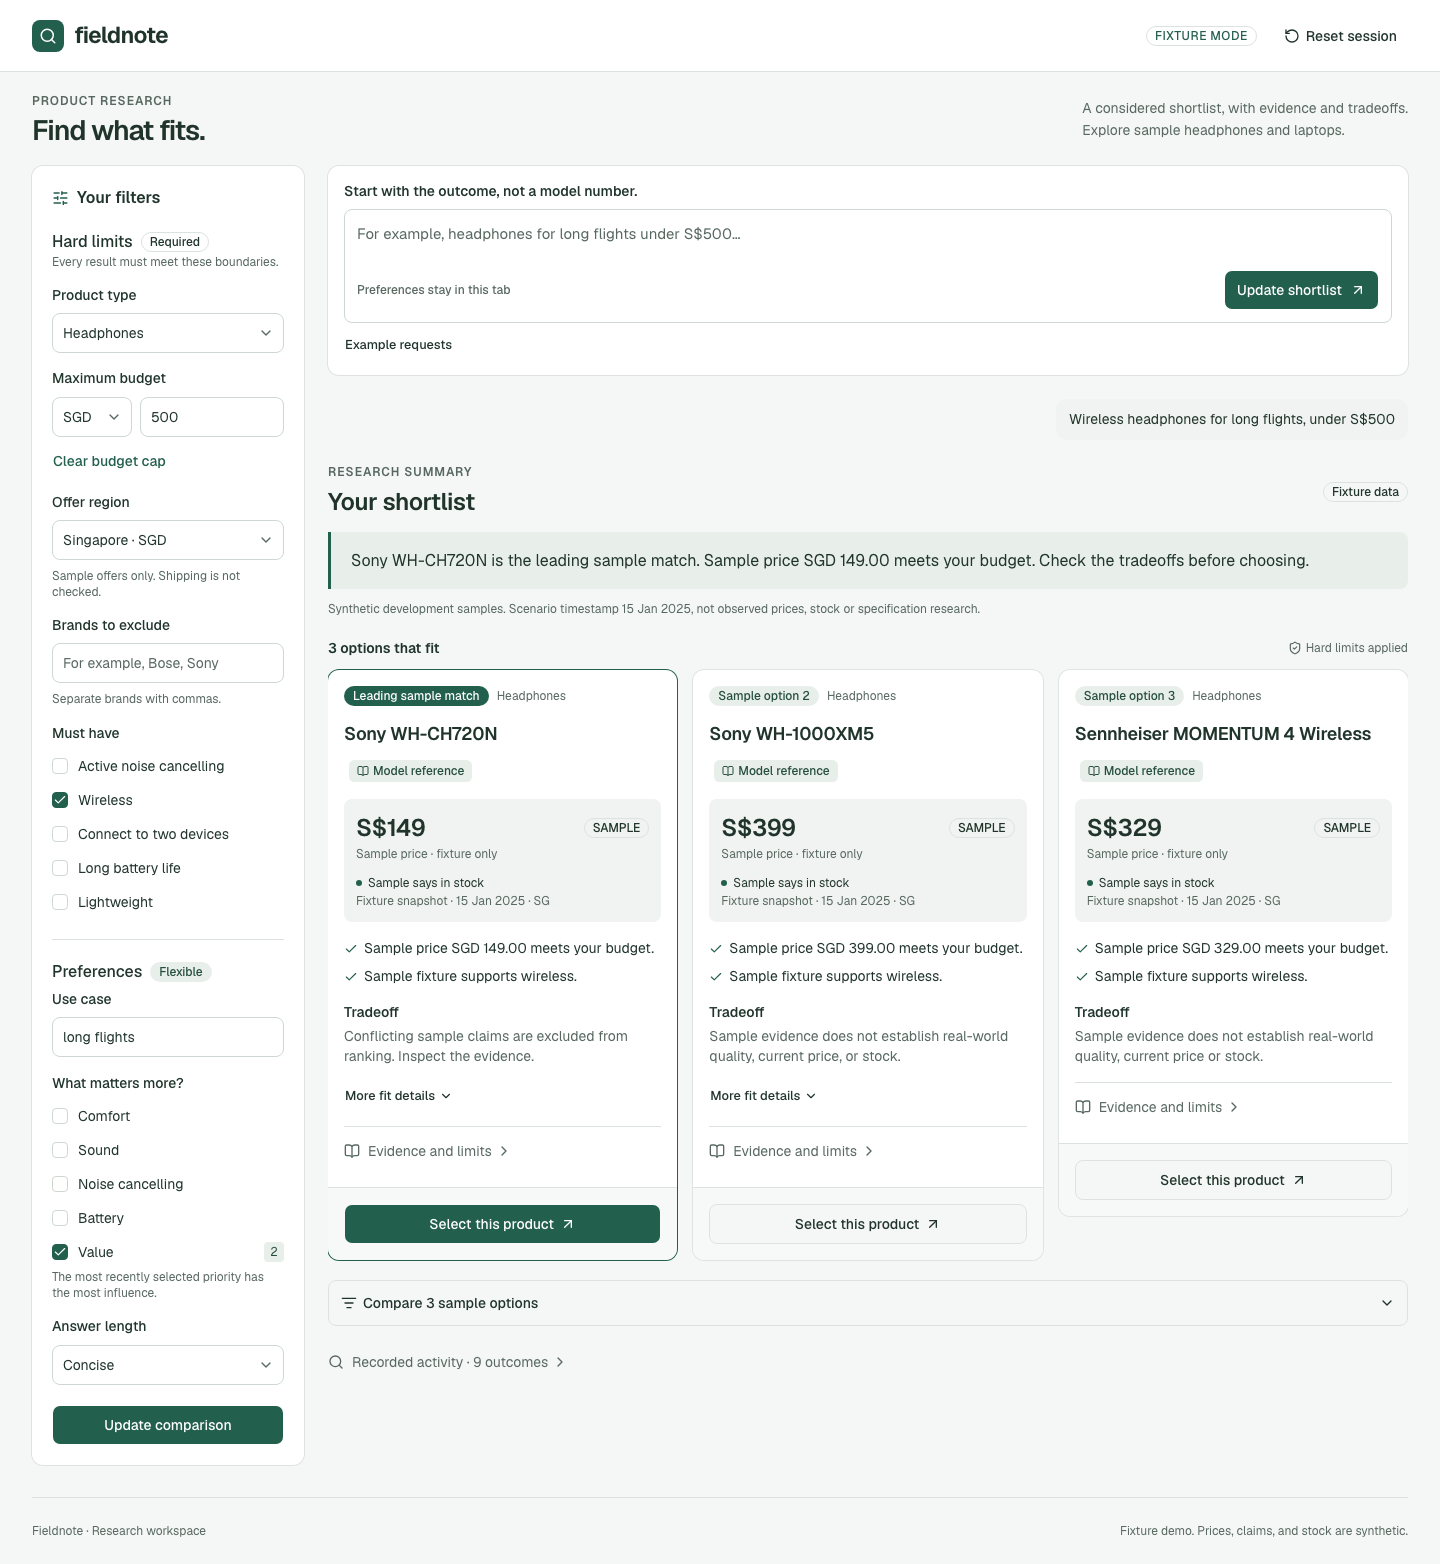 fieldnote
FIXTURE MODE
Reset session
PRODUCT RESEARCH
Find what fits.
A considered shortlist, with evidence and tradeoffs.
Explore sample headphones and laptops.
Your filters
Hard limits
Required
Every result must meet these boundaries.
Product type
Headphones
Maximum budget
SGD
500
Clear budget cap
Offer region
Singapore · SGD
Sample offers only. Shipping is not
checked.
Brands to exclude
For example, Bose, Sony
Separate brands with commas.
Must have
Active noise cancelling
Wireless
Connect to two devices
Long battery life
Lightweight
Preferences
Flexible
Use case
long flights
What matters more?
Comfort
Sound
Noise cancelling
Battery
Value
2
The most recently selected priority has
the most influence.
Answer length
Concise
Update comparison
Start with the outcome, not a model number.
For example, headphones for long flights under S$500…
Preferences stay in this tab
Update shortlist
Example requests
Wireless headphones for long flights, under S$500
RESEARCH SUMMARY
Your shortlist
Fixture data
Sony WH-CH720N is the leading sample match. Sample price SGD 149.00 meets your budget. Check the tradeoffs before choosing.
Synthetic development samples. Scenario timestamp 15 Jan 2025, not observed prices, stock or specification research.
3 options that fit
Hard limits applied
Leading sample match
Headphones
Sony WH-CH720N
Model reference
S$149
SAMPLE
Sample price · fixture only
Sample says in stock
Fixture snapshot · 15 Jan 2025 · SG
Sample price SGD 149.00 meets your budget.
Sample fixture supports wireless.
Tradeoff
Conflicting sample claims are excluded from
ranking. Inspect the evidence.
More fit details
Evidence and limits
Select this product
Sample option 2
Headphones
Sony WH-1000XM5
Model reference
S$399
SAMPLE
Sample price · fixture only
Sample says in stock
Fixture snapshot · 15 Jan 2025 · SG
Sample price SGD 399.00 meets your budget.
Sample fixture supports wireless.
Tradeoff
Sample evidence does not establish real-world
quality, current price, or stock.
More fit details
Evidence and limits
Select this product
Sample option 3
Headphones
Sennheiser MOMENTUM 4 Wireless
Model reference
S$329
SAMPLE
Sample price · fixture only
Sample says in stock
Fixture snapshot · 15 Jan 2025 · SG
Sample price SGD 329.00 meets your budget.
Sample fixture supports wireless.
Tradeoff
Sample evidence does not establish real-world
quality, current price or stock.
Evidence and limits
Select this product
Compare 3 sample options
Recorded activity · 9 outcomes
Fieldnote · Research workspace
Fixture demo. Prices, claims, and stock are synthetic.